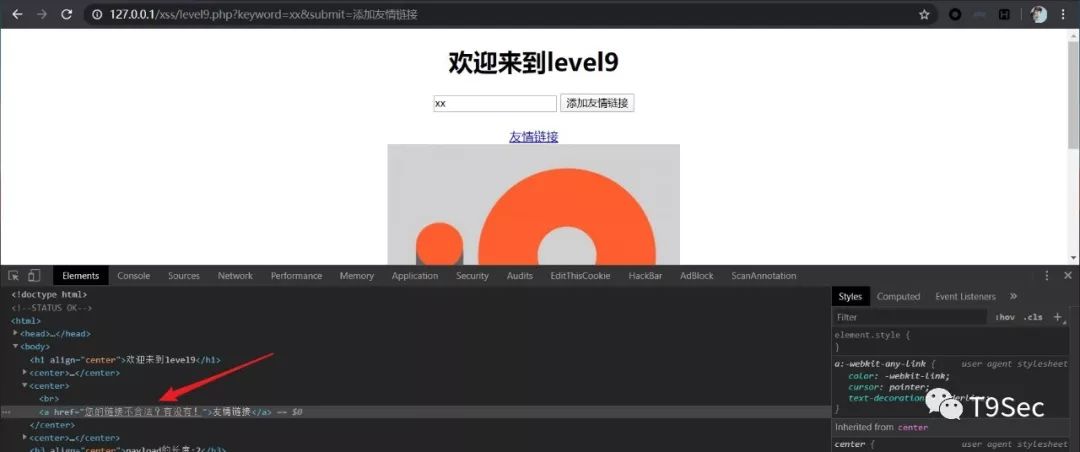 127.0.0.1/xss/level9.php?keyword=xx&submit=添加友情链接
欢迎来到level9
xx 添加友情链接
友情链接
Elements Console Sources Network Performance Memory Application Security Audits EditThisCookie HackBar AdBlock ScanAnnotation
<!doctype html>
<!--STATUS OK-->
<html>
<head>…</head>
<body>
<h1 align="center">欢迎来到level9</h1>
<center>…</center>
<center>
<br>
<a href="您的链接不合法?有没有!">友情链接</a> == $0
</center>
<center>…</center>
<h3 align="center">payload的长度:2</h3>
Styles Computed Event Listeners »
Filter :hov .cls +
element.style {
}
a:-webkit-any-link { user agent stylesheet
color: -webkit-link;
cursor: pointer;
text-decoration:
}
Inherited from center
center { user agent stylesheet
T9Sec